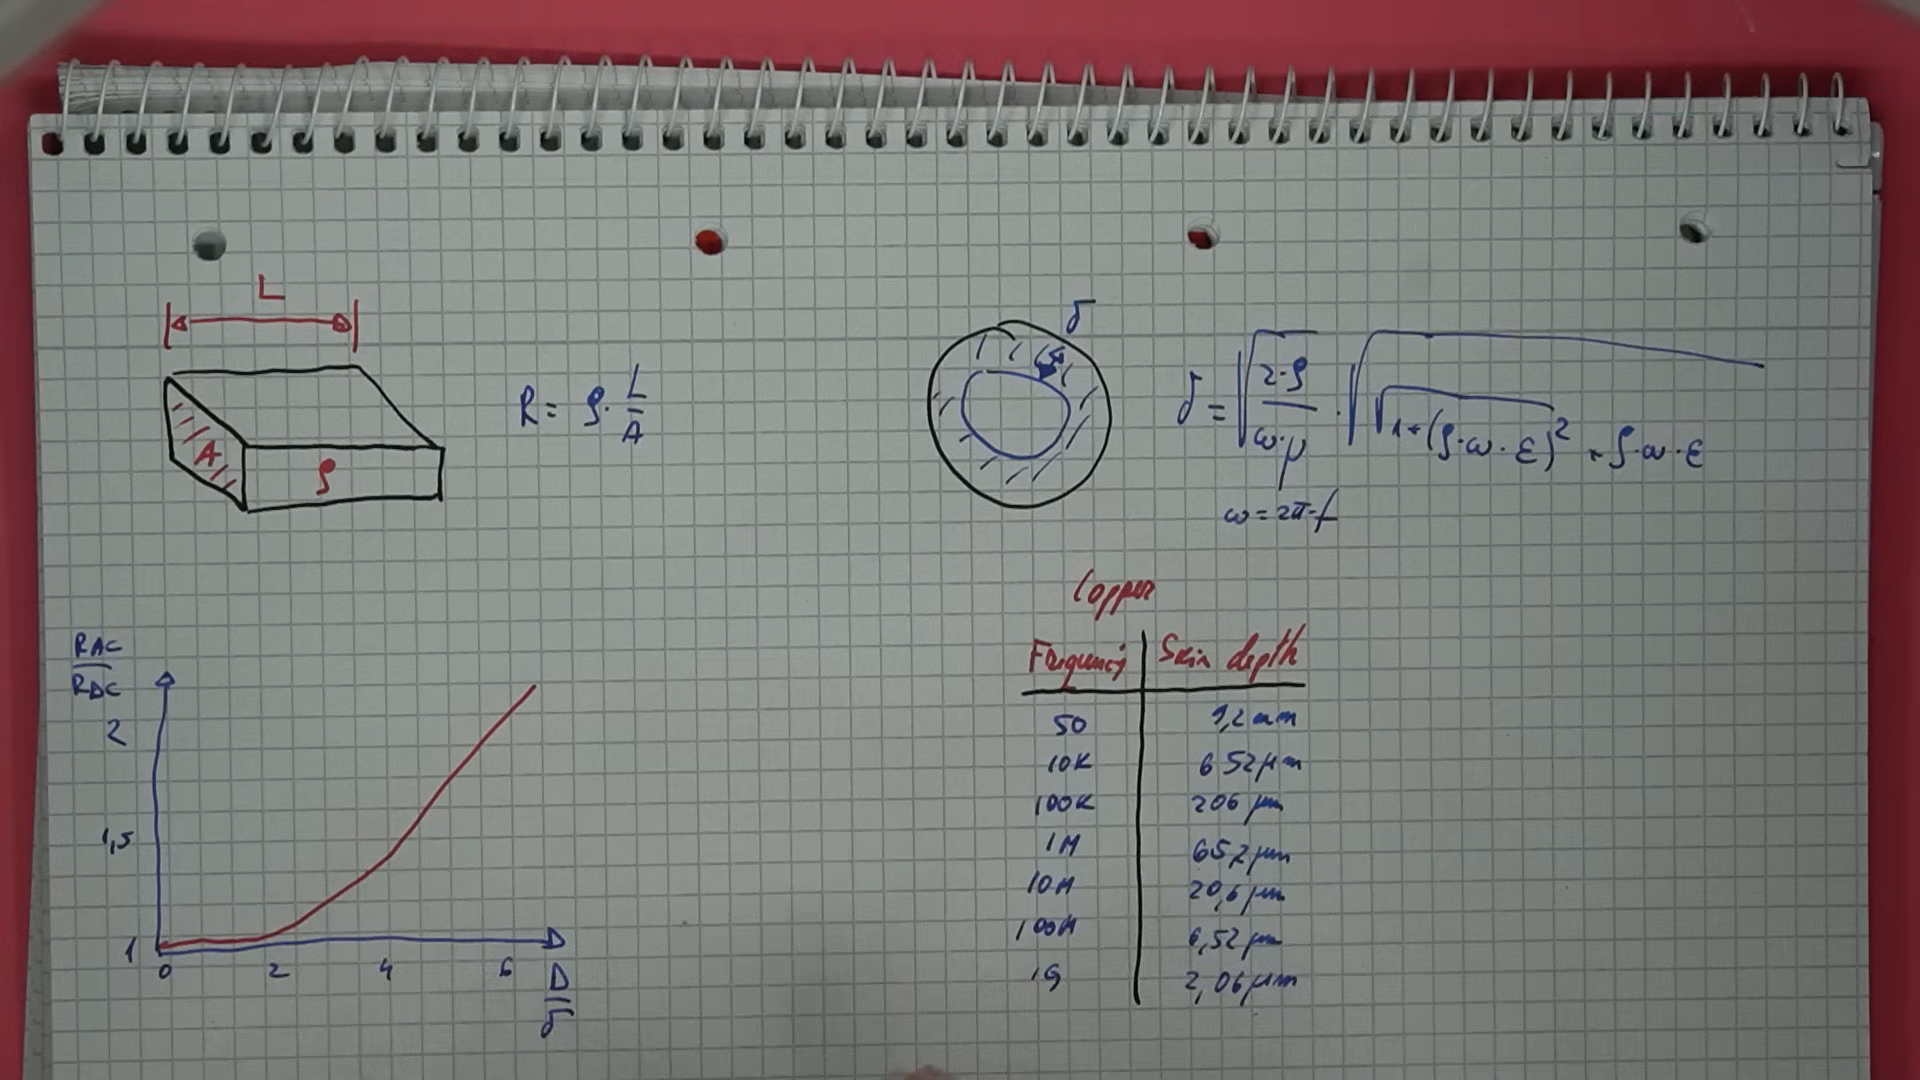 L
A
ρ
R = ρ · L/A
δ
δ = √(2·ρ / ω·μ) · √(√(1+(ρ·ω·ε)²) + ρ·ω·ε)
ω = 2π·f
RAC/RDC
2
1,5
1
0 2 4 6
D/δ
Copper
Frequency Skin depth
50 9,2 mm
10K 652 μm
100K 206 μm
1M 65,2 μm
10M 20,6 μm
100M 6,52 μm
1G 2,06 μm